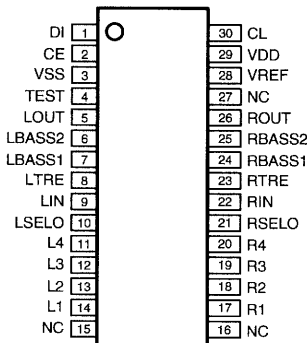 DI 1 30 CL
CE 2 29 VDD
VSS 3 28 VREF
TEST 4 27 NC
LOUT 5 26 ROUT
LBASS2 6 25 RBASS2
LBASS1 7 24 RBASS1
LTRE 8 23 RTRE
LIN 9 22 RIN
LSELO 10 21 RSELO
L4 11 20 R4
L3 12 19 R3
L2 13 18 R2
L1 14 17 R1
NC 15 16 NC